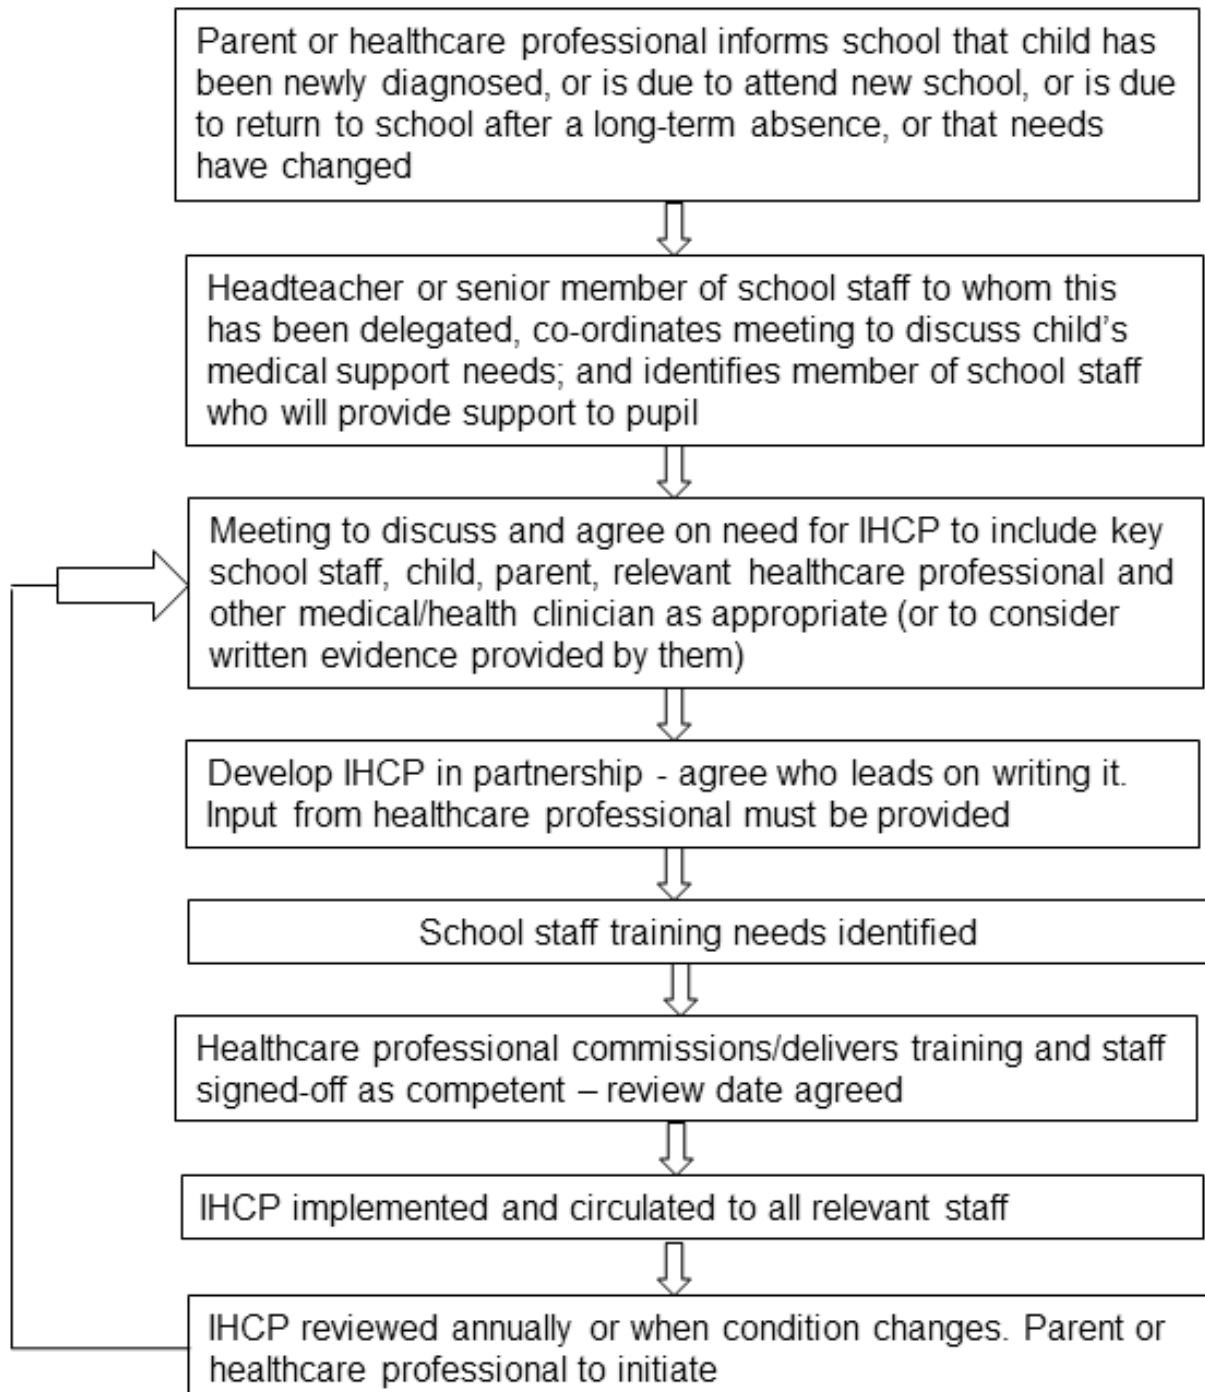 Parent or healthcare professional informs school that child has
been newly diagnosed, or is due to attend new school, or is due
to return to school after a long-term absence, or that needs
have changed
Headteacher or senior member of school staff to whom this
has been delegated, co-ordinates meeting to discuss child’s
medical support needs; and identifies member of school staff
who will provide support to pupil
Meeting to discuss and agree on need for IHCP to include key
school staff, child, parent, relevant healthcare professional and
other medical/health clinician as appropriate (or to consider
written evidence provided by them)
Develop IHCP in partnership - agree who leads on writing it.
Input from healthcare professional must be provided
School staff training needs identified
Healthcare professional commissions/delivers training and staff
signed-off as competent – review date agreed
IHCP implemented and circulated to all relevant staff
IHCP reviewed annually or when condition changes. Parent or
healthcare professional to initiate